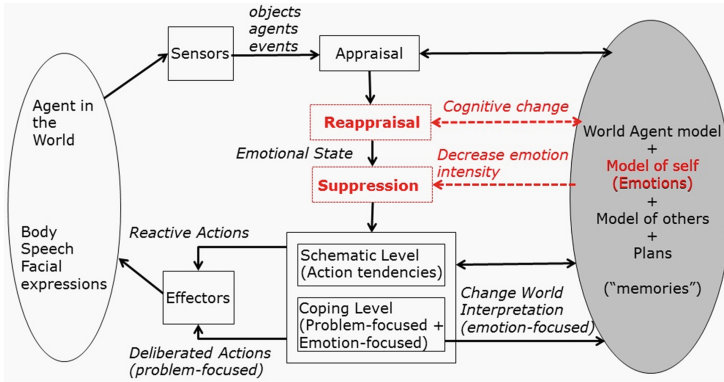 objects
agents
events
Sensors
Appraisal
Agent in
the
World
Reappraisal
Cognitive change
Emotional State
Decrease emotion
intensity
Suppression
World Agent model
+
Model of self
(Emotions)
+
Model of others
+
Plans
(“memories”)
Body
Speech
Facial
expressions
Reactive Actions
Effectors
Deliberated Actions
(problem-focused)
Schematic Level
(Action tendencies)
Coping Level
(Problem-focused +
Emotion-focused)
Change World
Interpretation
(emotion-focused)